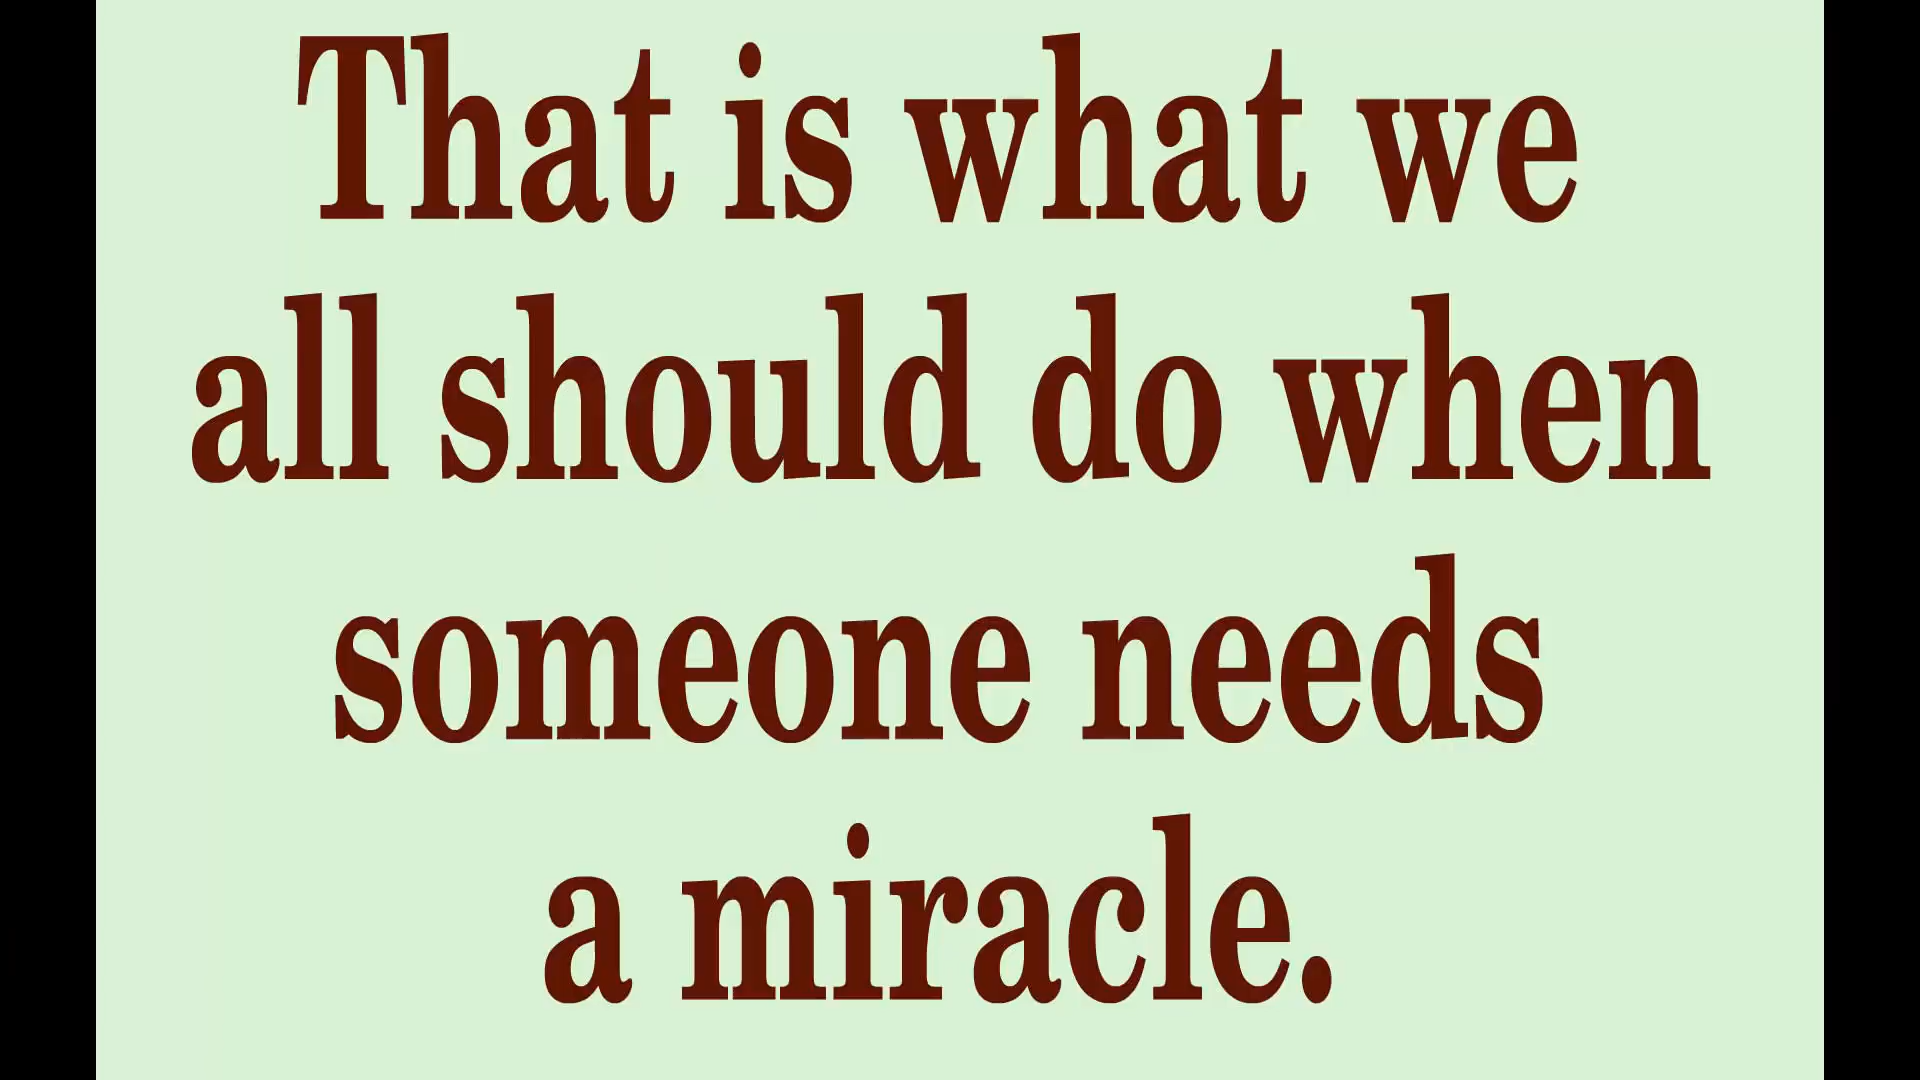 That is what we
all should do when
someone needs
a miracle.